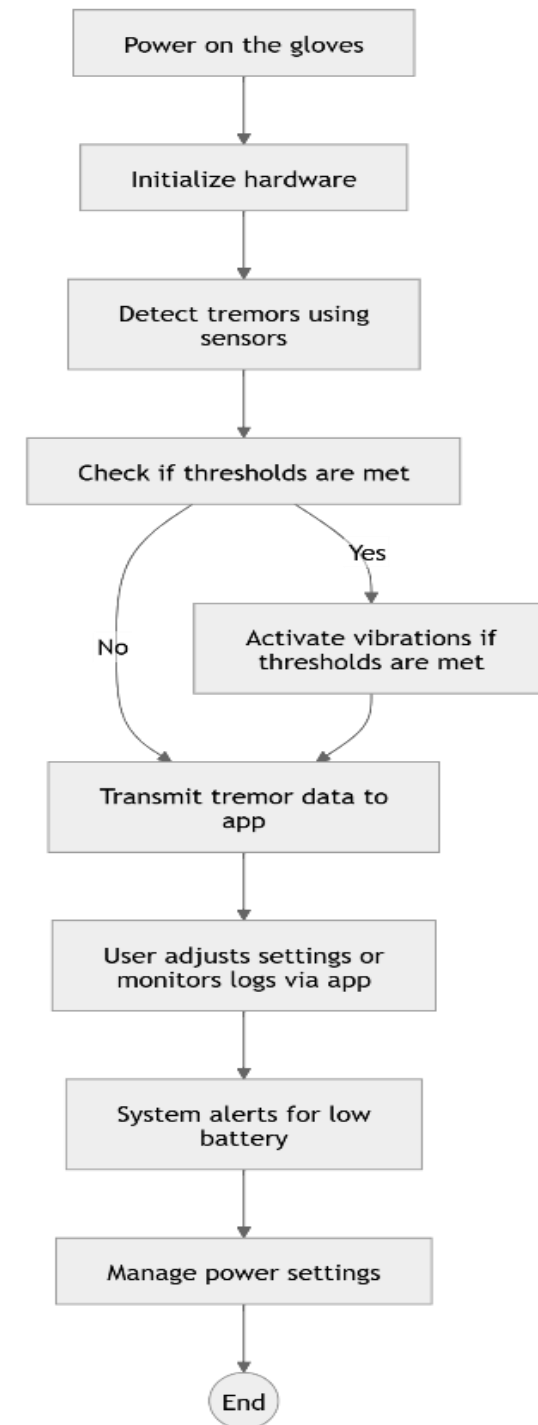 Power on the gloves
Initialize hardware
Detect tremors using
sensors
Check if thresholds are met
Yes
Activate vibrations if
thresholds are met
No
Transmit tremor data to
app
User adjusts settings or
monitors logs via app
System alerts for low
battery
Manage power settings
End